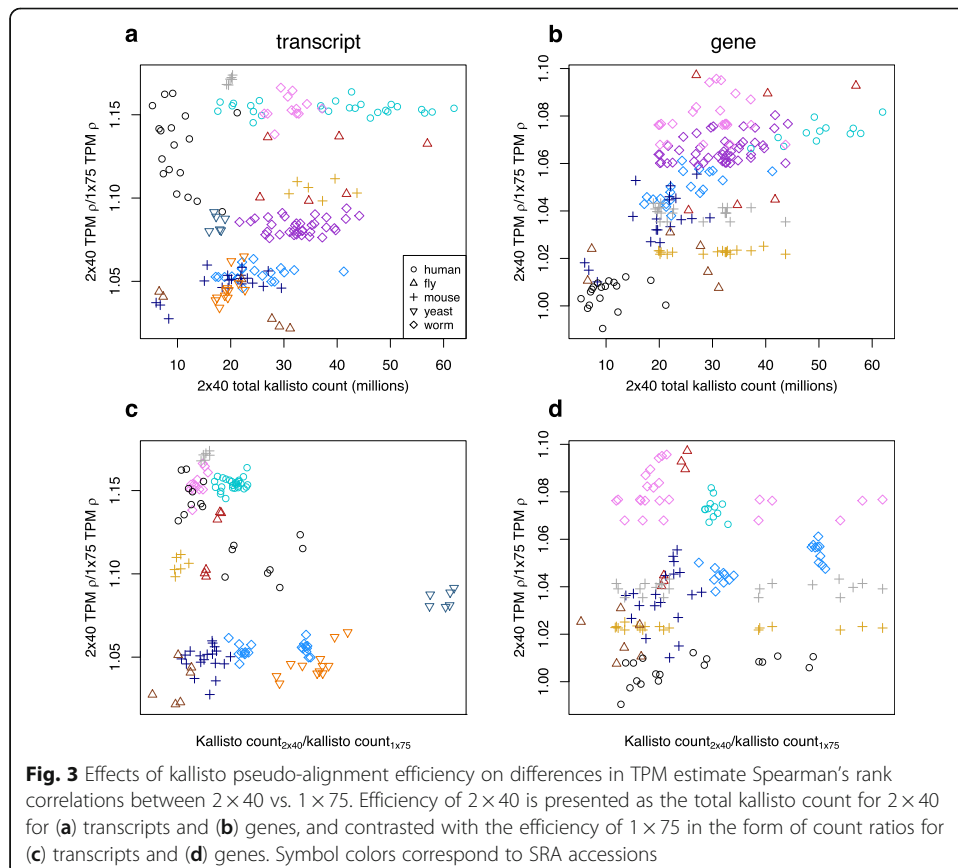 a
transcript
2x40 TPM ρ/1x75 TPM ρ
1.15
1.10
1.05
human
fly
mouse
yeast
worm
10 20 30 40 50 60
2x40 total kallisto count (millions)
b
gene
2x40 TPM ρ/1x75 TPM ρ
1.10
1.08
1.06
1.04
1.02
1.00
10 20 30 40 50 60
2x40 total kallisto count (millions)
c
2x40 TPM ρ/1x75 TPM ρ
1.15
1.10
1.05
Kallisto count2x40/kallisto count1x75
d
2x40 TPM ρ/1x75 TPM ρ
1.10
1.08
1.06
1.04
1.02
1.00
Kallisto count2x40/kallisto count1x75
Fig. 3 Effects of kallisto pseudo-alignment efficiency on differences in TPM estimate Spearman's rank
correlations between 2 × 40 vs. 1 × 75. Efficiency of 2 × 40 is presented as the total kallisto count for 2 × 40
for (a) transcripts and (b) genes, and contrasted with the efficiency of 1 × 75 in the form of count ratios for
(c) transcripts and (d) genes. Symbol colors correspond to SRA accessions